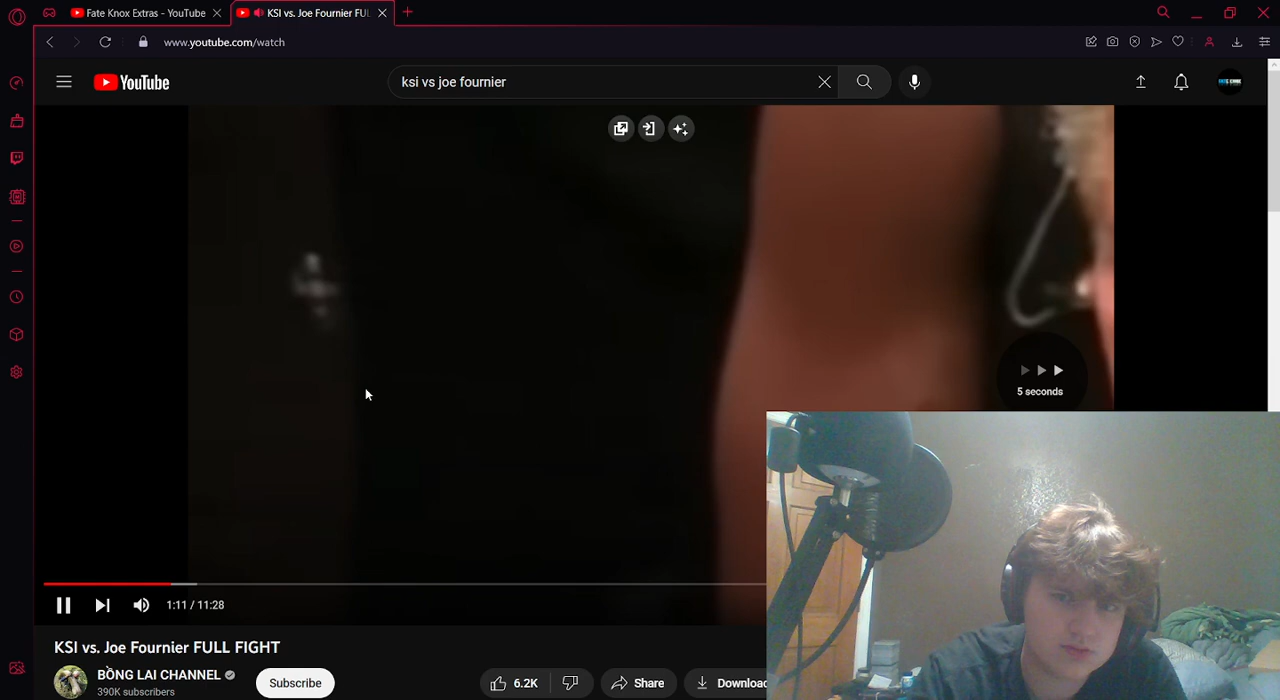 Fate Knox Extras - YouTube
KSI vs. Joe Fournier FUL
www.youtube.com/watch
YouTube
ksi vs joe fournier
5 seconds
1:11 / 11:28
KSI vs. Joe Fournier FULL FIGHT
BỒNG LAI CHANNEL
390K subscribers
Subscribe
6.2K
Share
Download